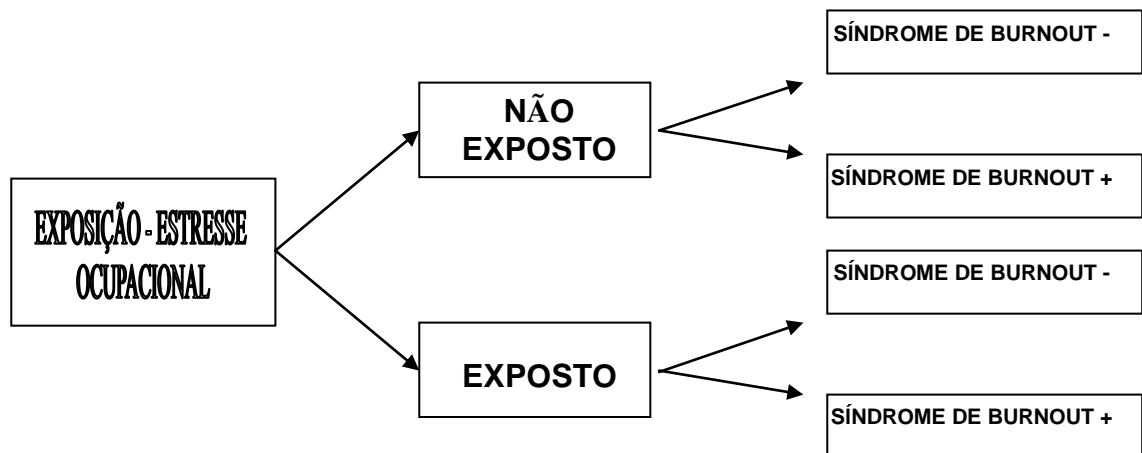 EXPOSIÇÃO - ESTRESSE
OCUPACIONAL
NÃO
EXPOSTO
EXPOSTO
SÍNDROME DE BURNOUT -
SÍNDROME DE BURNOUT +
SÍNDROME DE BURNOUT -
SÍNDROME DE BURNOUT +